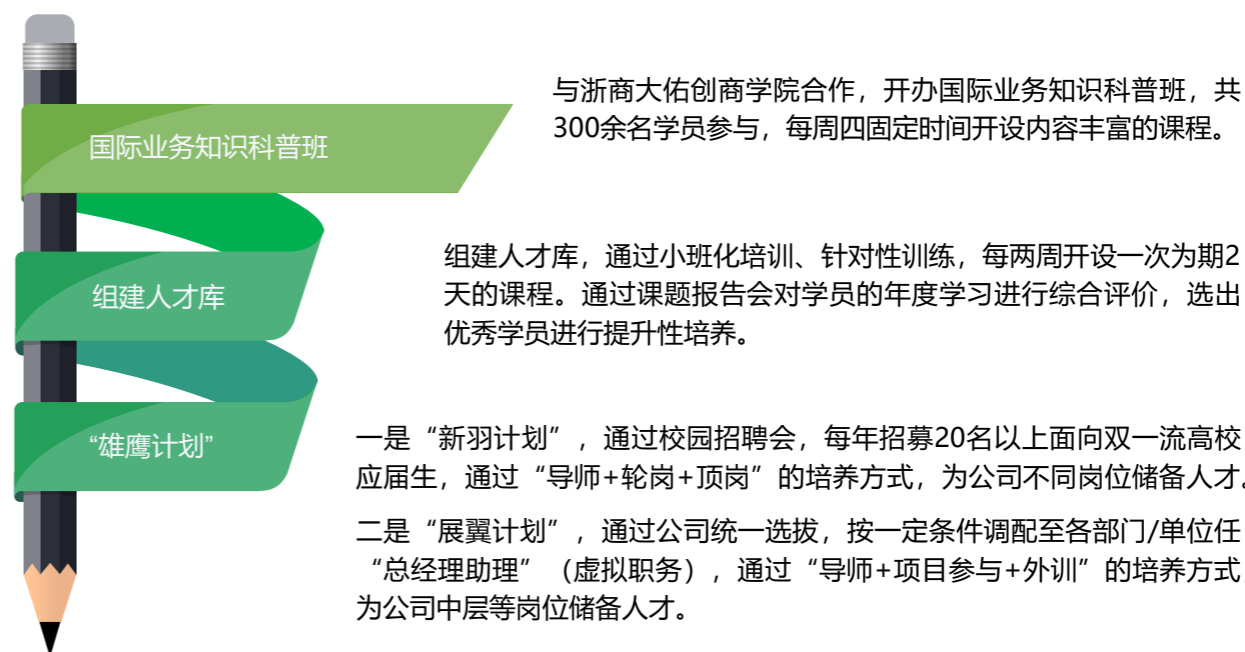 国际业务知识科普班
与浙商大佑创商学院合作，开办国际业务知识科普班，共
300余名学员参与，每周四固定时间开设内容丰富的课程。
组建人才库
组建人才库，通过小班化培训、针对性训练，每两周开设一次为期2
天的课程。通过课题报告会对学员的年度学习进行综合评价，选出
优秀学员进行提升性培养。
“雄鹰计划”
一是“新羽计划”，通过校园招聘会，每年招募20名以上面向双一流高校
应届生，通过“导师+轮岗+顶岗”的培养方式，为公司不同岗位储备人才。
二是“展翼计划”，通过公司统一选拔，按一定条件调配至各部门/单位任
“总经理助理”（虚拟职务），通过“导师+项目参与+外训”的培养方式
为公司中层等岗位储备人才。